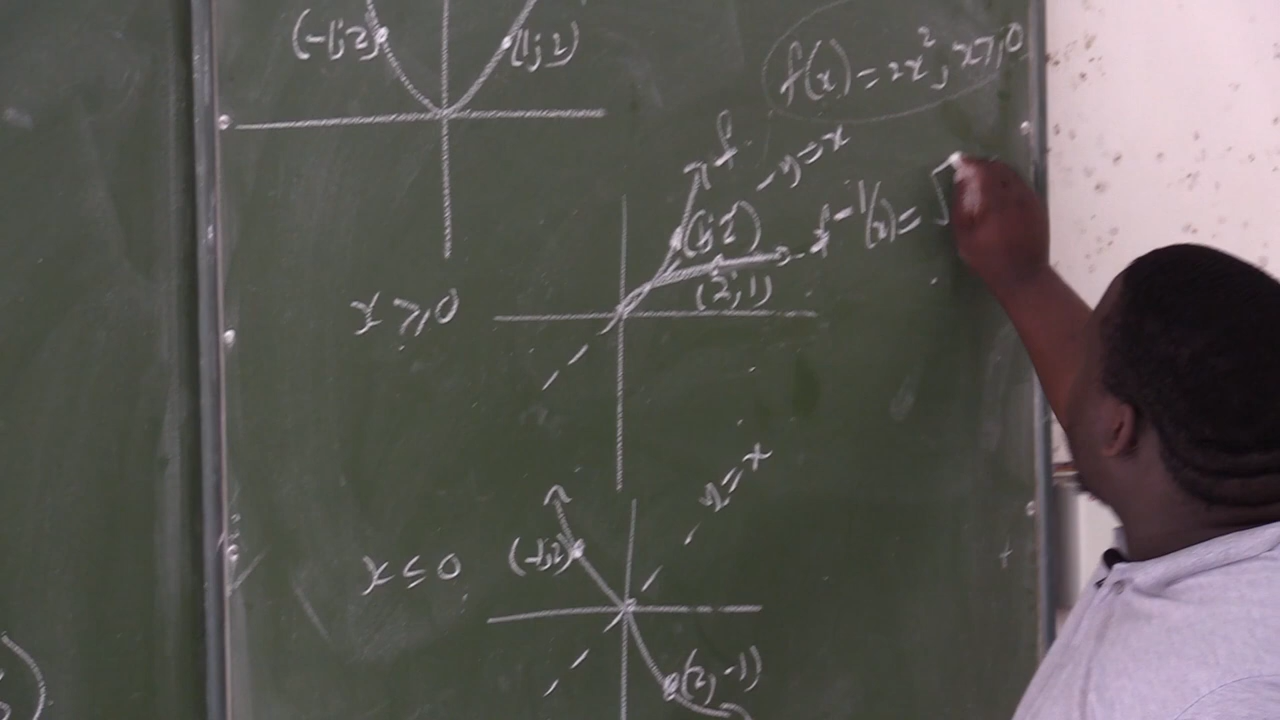 (-1;2) (1;2)
f(x) = 2x², x ≥ 0
f
y = x
(1;2)
f⁻¹(x) = √
(2;1)
x ≥ 0
y = x
(-1;2)
x ≤ 0
(2,-1)